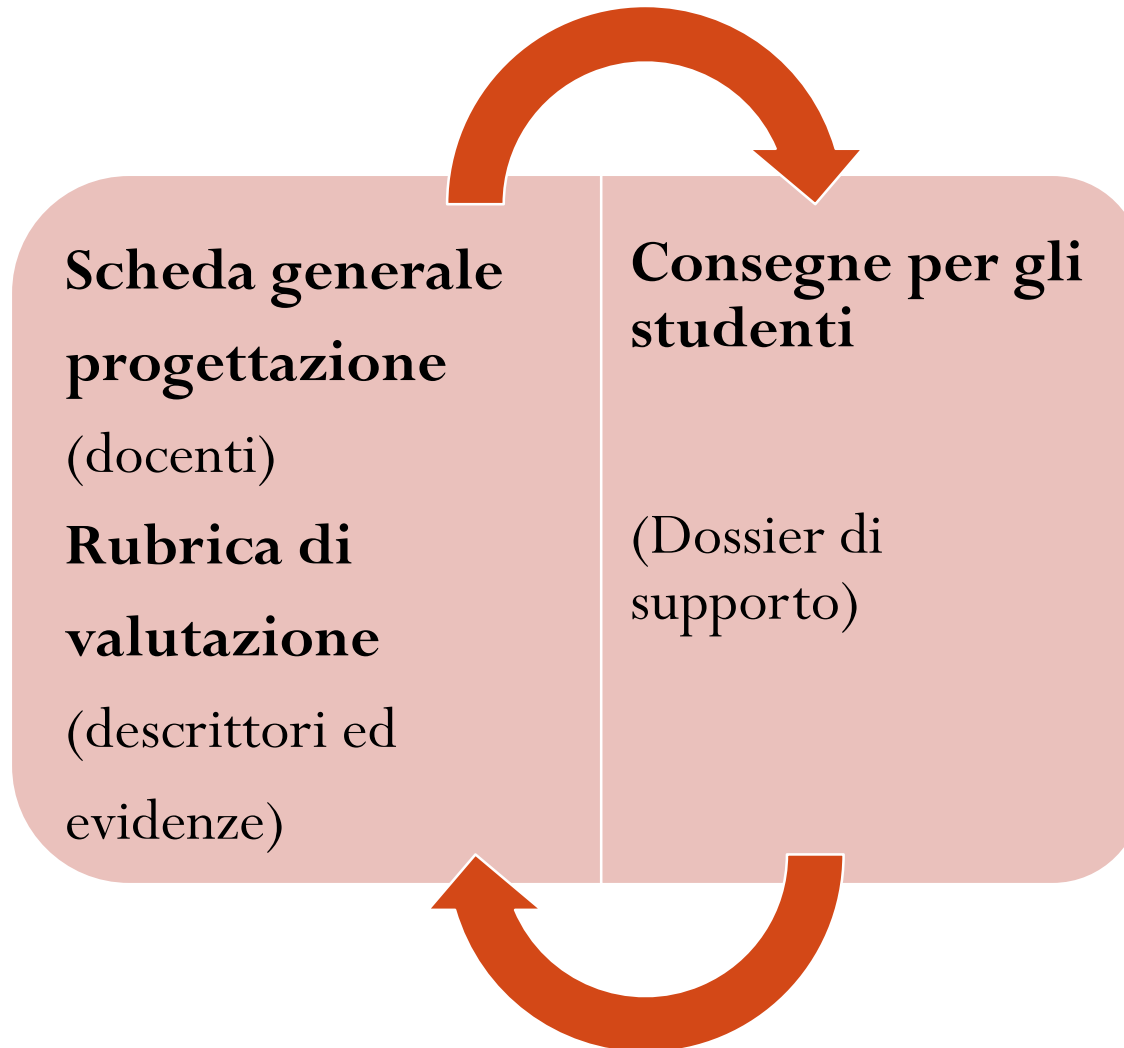 Scheda generale
progettazione
(docenti)
Rubrica di
valutazione
(descrittori ed
evidenze)
Consegne per gli
studenti
(Dossier di
supporto)